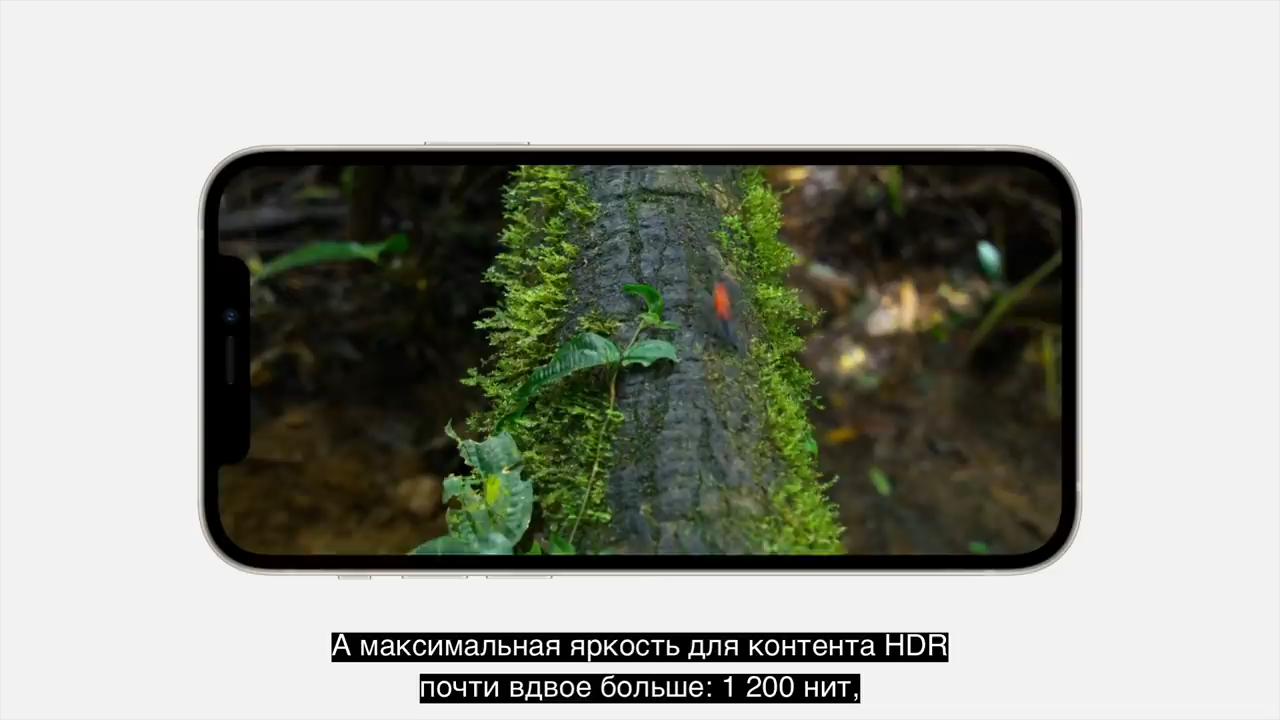 А максимальная яркость для контента HDR
почти вдвое больше: 1 200 нит,